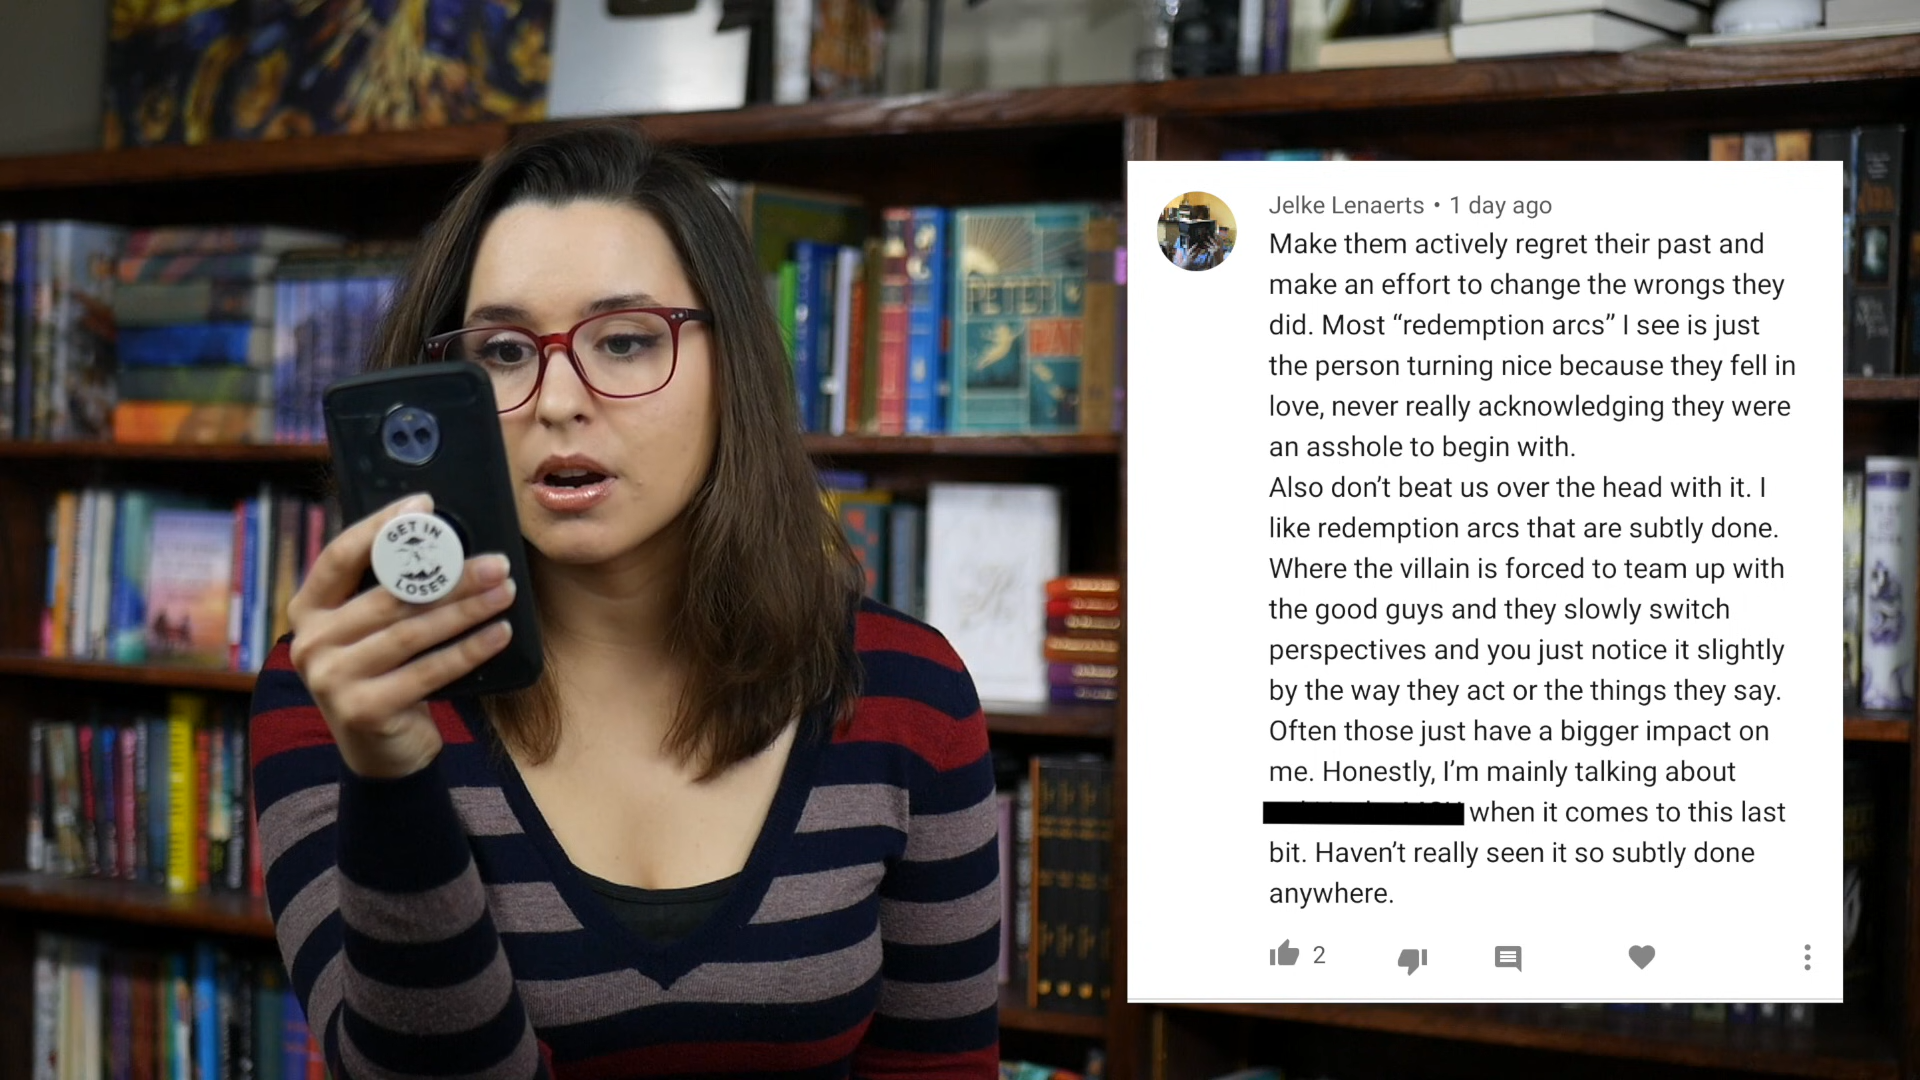 GET IN
LOSER
PETER
PAN
Jelke Lenaerts • 1 day ago
Make them actively regret their past and
make an effort to change the wrongs they
did. Most “redemption arcs” I see is just
the person turning nice because they fell in
love, never really acknowledging they were
an asshole to begin with.
Also don’t beat us over the head with it. I
like redemption arcs that are subtly done.
Where the villain is forced to team up with
the good guys and they slowly switch
perspectives and you just notice it slightly
by the way they act or the things they say.
Often those just have a bigger impact on
me. Honestly, I’m mainly talking about
when it comes to this last
bit. Haven’t really seen it so subtly done
anywhere.
2